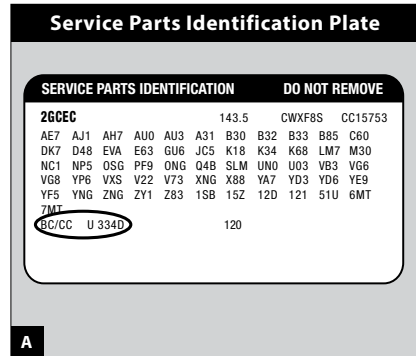 Service Parts Identification Plate
SERVICE PARTS IDENTIFICATION DO NOT REMOVE
2GCEC 143.5 CWXF8S CC15753
AE7 AJ1 AH7 AU0 AU3 A31 B30 B32 B33 B85 C60
DK7 D48 EVA E63 GU6 JC5 K18 K34 K68 LM7 M30
NC1 NP5 OSG PF9 ONG Q4B SLM UN0 U03 VB3 VG6
VG8 YP6 VXS V22 V73 XNG X88 YA7 YD3 YD6 YE9
YF5 YNG ZNG ZY1 Z83 1SB 15Z 12D 121 51U 6MT
7MT
BC/CC U 334D 120
A